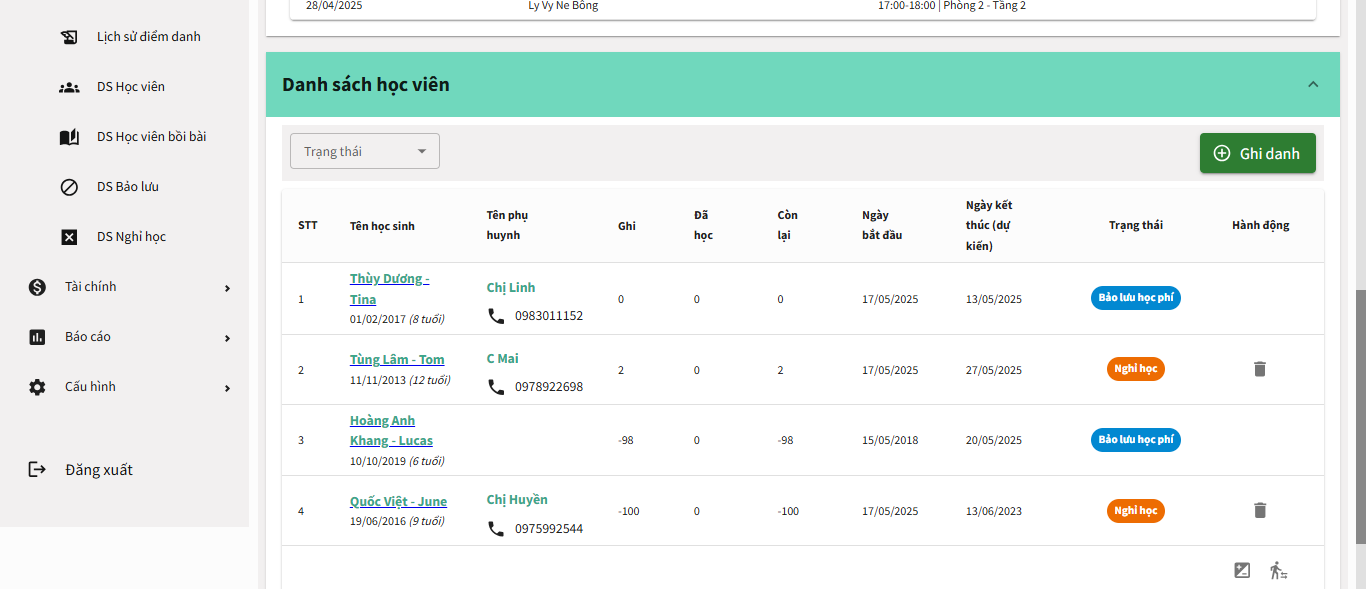 28/04/2025 Ly Vy Ne Bông 17:00-18:00 | Phòng 2 - Tầng 2
Lịch sử điểm danh
DS Học viên
DS Học viên bồi bài
DS Bảo lưu
DS Nghỉ học
Tài chính
Báo cáo
Cấu hình
Đăng xuất
Danh sách học viên
Trạng thái
Ghi danh
STT Tên học sinh Tên phụ huynh Ghi Đã học Còn lại Ngày bắt đầu Ngày kết thúc (dự kiến) Trạng thái Hành động
1 Thùy Dương - Tina Chị Linh 0 0 0 17/05/2025 13/05/2025 Bảo lưu học phí
01/02/2017 (8 tuổi) 0983011152
2 Tùng Lâm - Tom C Mai 2 0 2 17/05/2025 27/05/2025 Nghỉ học
11/11/2013 (12 tuổi) 0978922698
3 Hoàng Anh Khang - Lucas -98 0 -98 15/05/2018 20/05/2025 Bảo lưu học phí
10/10/2019 (6 tuổi)
4 Quốc Việt - June Chị Huyền -100 0 -100 17/05/2025 13/06/2023 Nghỉ học
19/06/2016 (9 tuổi) 0975992544